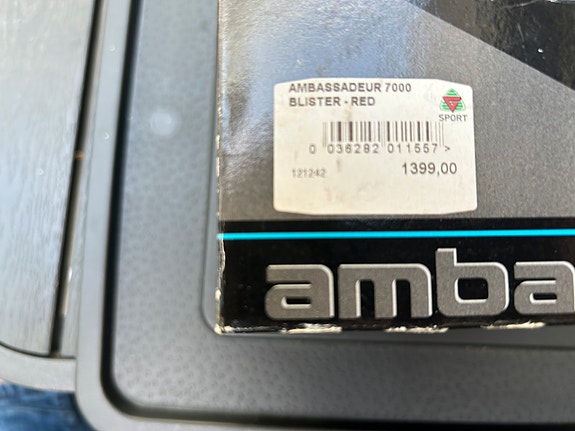 AMBASSADEUR 7000
BLISTER - RED
SPORT
0 036282 011557 >
121242
1399,00
amba